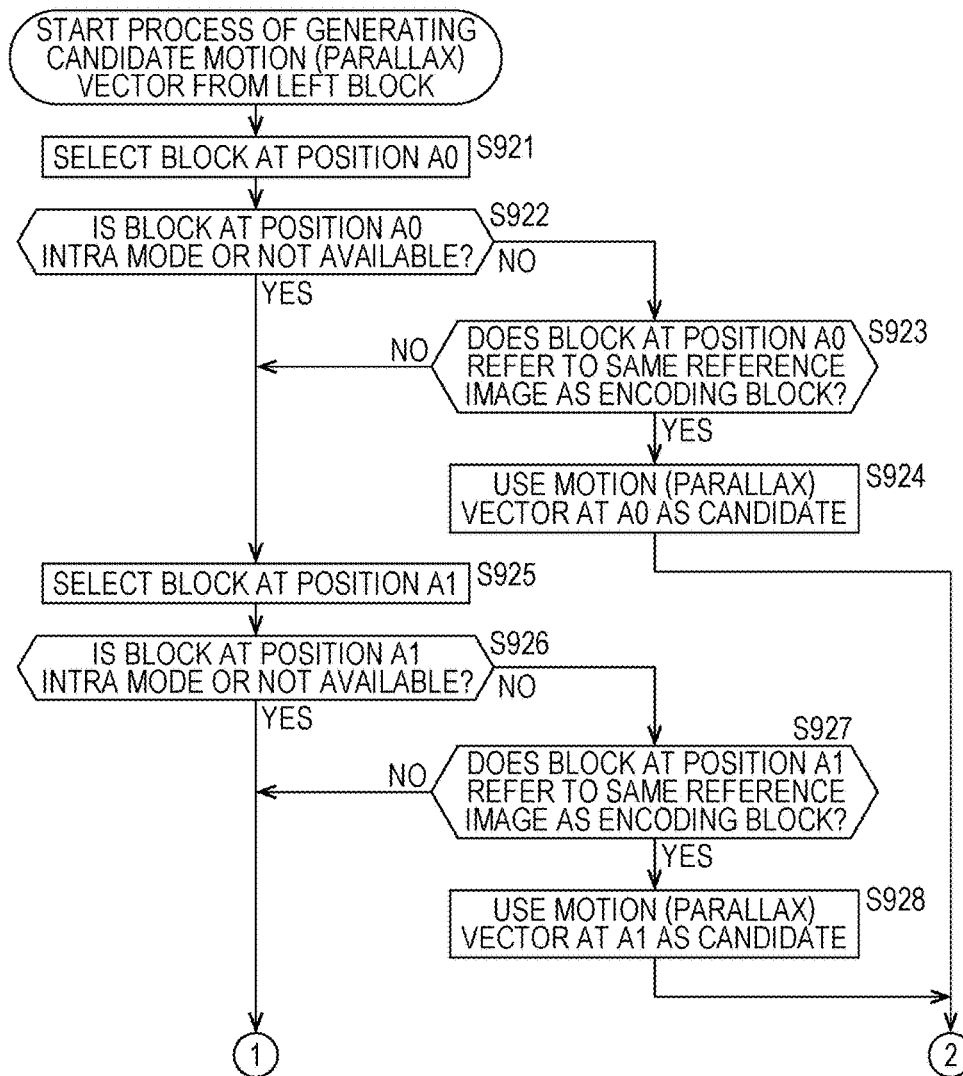 START PROCESS OF GENERATING
CANDIDATE MOTION (PARALLAX)
VECTOR FROM LEFT BLOCK
SELECT BLOCK AT POSITION A0
S921
IS BLOCK AT POSITION A0
INTRA MODE OR NOT AVAILABLE?
S922
NO
YES
DOES BLOCK AT POSITION A0
REFER TO SAME REFERENCE
IMAGE AS ENCODING BLOCK?
S923
NO
YES
USE MOTION (PARALLAX)
VECTOR AT A0 AS CANDIDATE
S924
SELECT BLOCK AT POSITION A1
S925
IS BLOCK AT POSITION A1
INTRA MODE OR NOT AVAILABLE?
S926
NO
YES
S927
DOES BLOCK AT POSITION A1
REFER TO SAME REFERENCE
IMAGE AS ENCODING BLOCK?
NO
YES
USE MOTION (PARALLAX)
VECTOR AT A1 AS CANDIDATE
S928
1
2